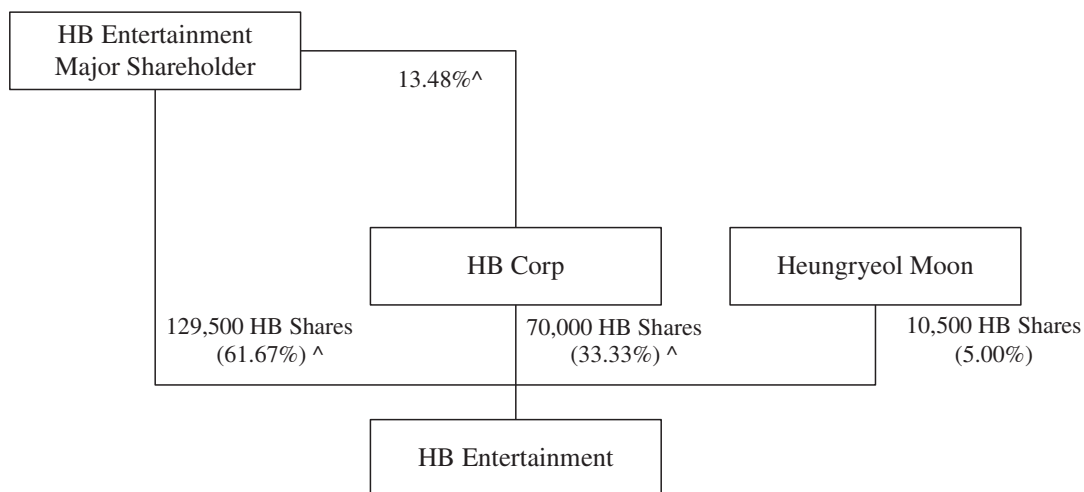 HB Entertainment
Major Shareholder
13.48%^
HB Corp
Heungryeol Moon
129,500 HB Shares
(61.67%) ^
70,000 HB Shares
(33.33%) ^
10,500 HB Shares
(5.00%)
HB Entertainment